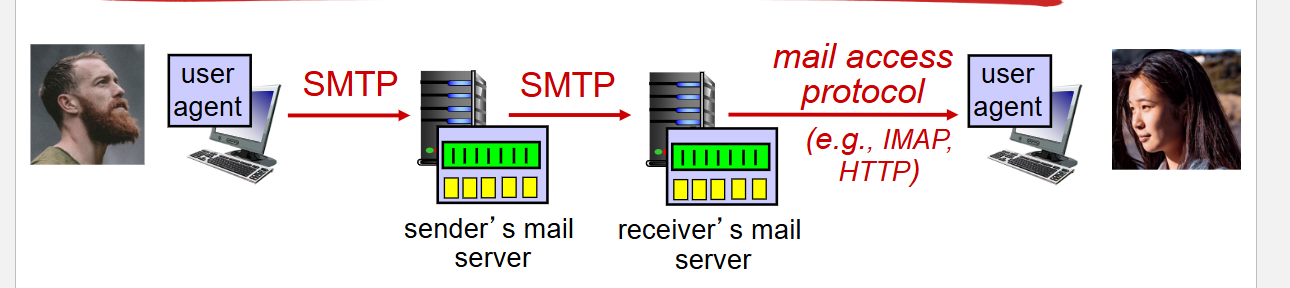 user
agent
SMTP
SMTP
mail access
protocol
(e.g., IMAP,
HTTP)
user
agent
sender’s mail
server
receiver’s mail
server